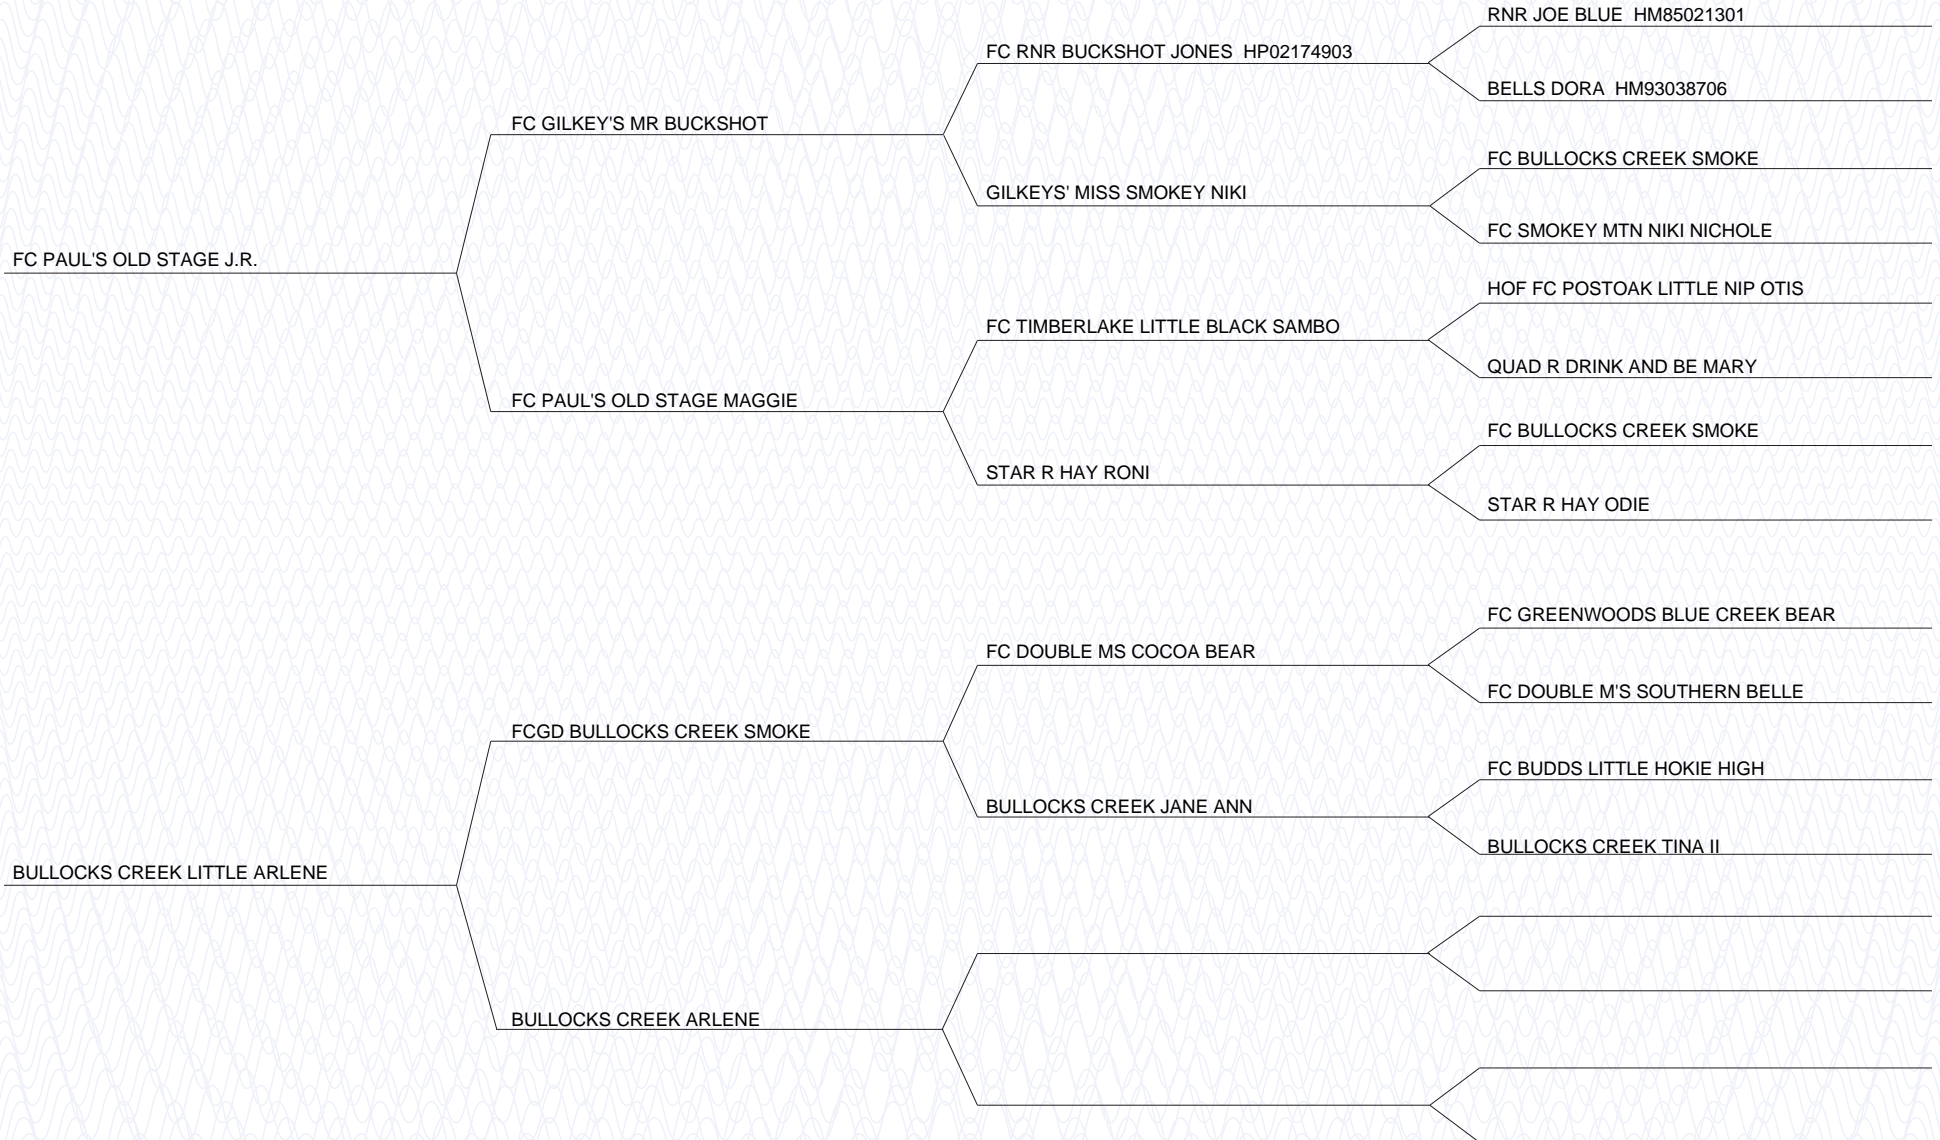 RNR JOE BLUE  HM85021301
FC RNR BUCKSHOT JONES  HP02174903
BELLS DORA  HM93038706
FC GILKEY'S MR BUCKSHOT
FC BULLOCKS CREEK SMOKE
GILKEYS' MISS SMOKEY NIKI
FC SMOKEY MTN NIKI NICHOLE
FC PAUL'S OLD STAGE J.R.
HOF FC POSTOAK LITTLE NIP OTIS
FC TIMBERLAKE LITTLE BLACK SAMBO
QUAD R DRINK AND BE MARY
FC PAUL'S OLD STAGE MAGGIE
FC BULLOCKS CREEK SMOKE
STAR R HAY RONI
STAR R HAY ODIE
FC GREENWOODS BLUE CREEK BEAR
FC DOUBLE MS COCOA BEAR
FC DOUBLE M'S SOUTHERN BELLE
FCGD BULLOCKS CREEK SMOKE
FC BUDDS LITTLE HOKIE HIGH
BULLOCKS CREEK JANE ANN
BULLOCKS CREEK TINA II
BULLOCKS CREEK LITTLE ARLENE
BULLOCKS CREEK ARLENE